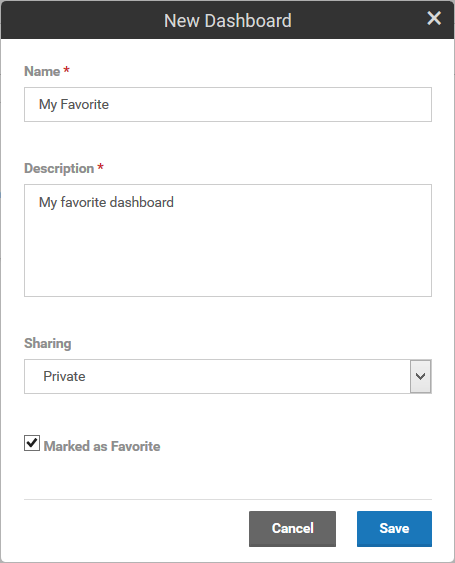 New Dashboard
Name *
My Favorite
Description *
My favorite dashboard
Sharing
Private
Marked as Favorite
Cancel Save